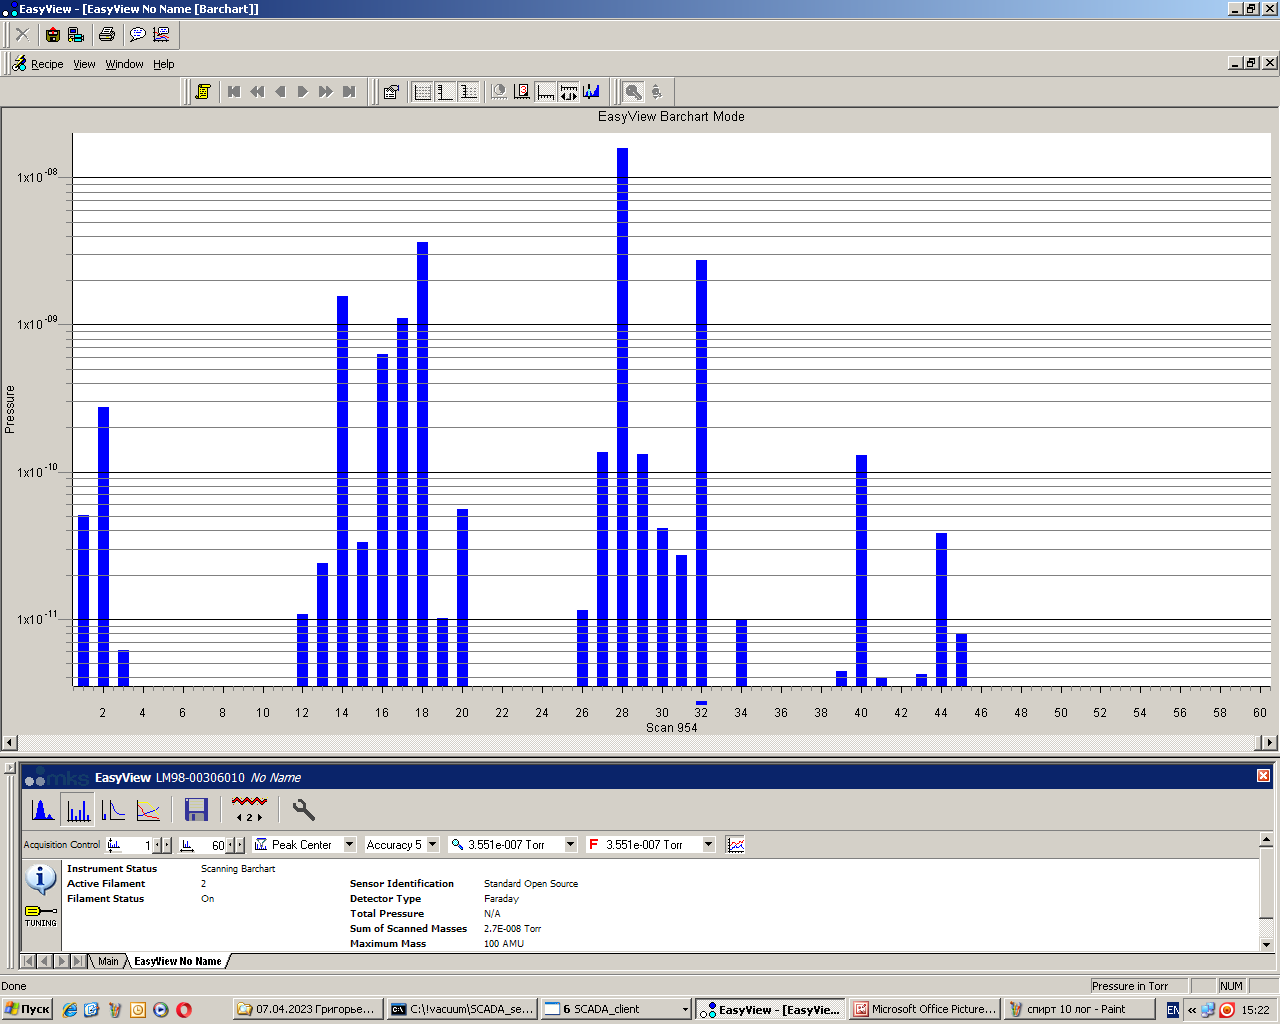 EasyView - [EasyView No Name [Barchart]]
Recipe View Window Help
EasyView Barchart Mode
Pressure
1x10-08
1x10-09
1x10-10
1x10-11
2 4 6 8 10 12 14 16 18 20 22 24 26 28 30 32 34 36 38 40 42 44 46 48 50 52 54 56 58 60
Scan 954
mks EasyView LM98-00306010 No Name
2
Acquisition Control 1 60 Peak Center Accuracy 5 3.551e-007 Torr F 3.551e-007 Torr
Instrument Status Scanning Barchart
Active Filament 2 Sensor Identification Standard Open Source
Filament Status On Detector Type Faraday
TUNING
Total Pressure N/A
Sum of Scanned Masses 2.7E-008 Torr
Maximum Mass 100 AMU
Main EasyView No Name
Done Pressure in Torr NUM
Пуск 07.04.2023 Григорье... C:\!vacuum\SCADA_se... 6 SCADA_client EasyView - [EasyVie... Microsoft Office Picture... спирт 10 лог - Paint EN « 15:22